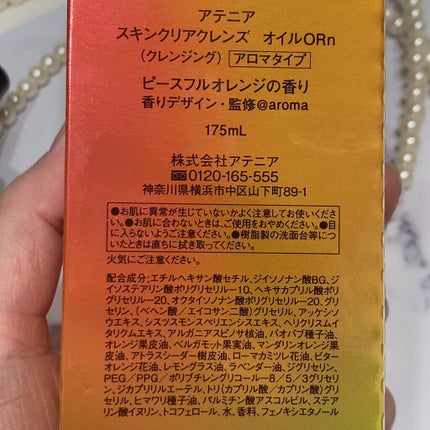 アテニア
スキンクリアクレンズ オイルORn
(クレンジング) アロマタイプ
ピースフルオレンジの香り
香りデザイン・監修@aroma
175mL
株式会社アテニア
☎0120-165-555
神奈川県横浜市中区山下町89-1
●お肌に異常が生じていないかよく注意してお使いくださ
い。●お肌に合わないときは、ご使用をおやめください。●目
に入らないようご注意ください。●樹脂製の洗面台等につ
いたときは直ちに拭き取ってください。
火気にご注意ください。
配合成分:エチルヘキサン酸セチル、ジイソノナン酸BG、ジ
イソステアリン酸ポリグリセリル-10、ヘキサカプリル酸ポリ
グリセリル-20、オクタイソノナン酸ポリグリセリル-20、グリ
セリン、(ベヘン酸/エイコサン二酸)グリセリル、アッケシソ
ウエキス、シスツスモンスペリエンシスエキス、ヘリクリスムイ
タリクムエキス、アルガニアスピノサ核油、バオバブ種子油、
オレンジ果皮油、ベルガモット果実油、マンダリンオレンジ果
皮油、アトラスシーダー樹皮油、ローマカミツレ花油、ビター
オレンジ花油、レモングラス油、ラベンダー油、ジグリセリン、
PEG/PPG/ポリブチレングリコール-8/5/3グリセリ
ン、ジカプリリルエーテル、トリ(カプリル酸/カプリン酸)グリ
セリル、ヒマワリ種子油、パルミチン酸アスコルビル、ステアリ
ン酸イヌリン、トコフェロール、水、香料、フェノキシエタノール